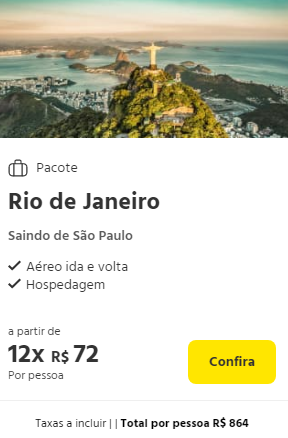 Pacote
Rio de Janeiro
Saindo de São Paulo
Aéreo ida e volta
Hospedagem
a partir de
12x R$ 72
Por pessoa
Confira
Taxas a incluir | | Total por pessoa R$ 864